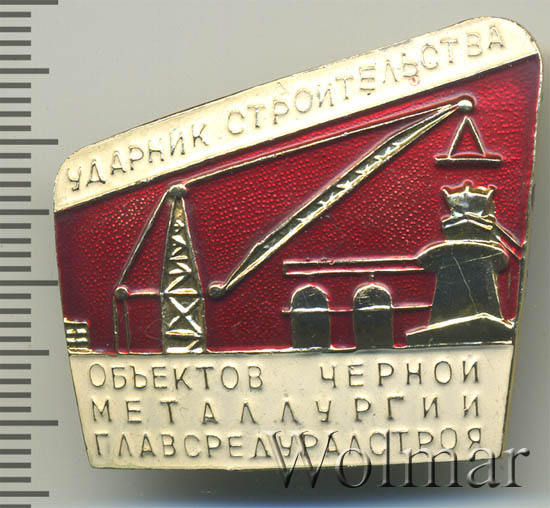 УДАРНИК СТРОИТЕЛЬСТВА
ОБЪЕКТОВ ЧЕРНОЙ
МЕТАЛЛУРГИИ
ГЛАВСРЕДУРАЛСТРОЯ
Wolmar